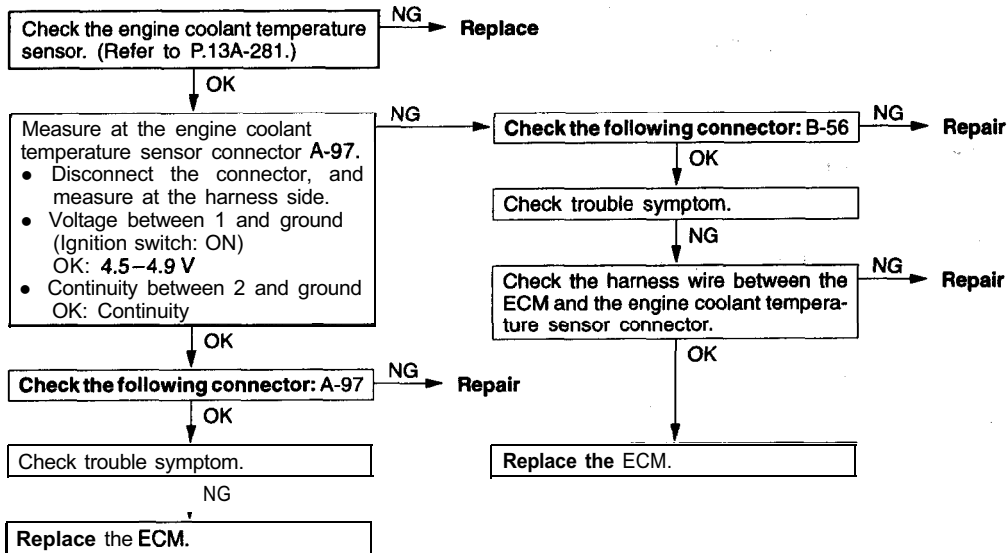 Check the engine coolant temperature
sensor. (Refer to P.13A-281.)
NG
Replace
OK
Measure at the engine coolant
temperature sensor connector A-97.
● Disconnect the connector, and
measure at the harness side.
● Voltage between 1 and ground
(Ignition switch: ON)
OK: 4.5–4.9 V
● Continuity between 2 and ground
OK: Continuity
NG
OK
Check the following connector: A-97
NG
Repair
OK
Check trouble symptom.
NG
Replace the ECM.
Check the following connector: B-56
NG
Repair
OK
Check trouble symptom.
NG
Check the harness wire between the
ECM and the engine coolant tempera-
ture sensor connector.
NG
Repair
OK
Replace the ECM.